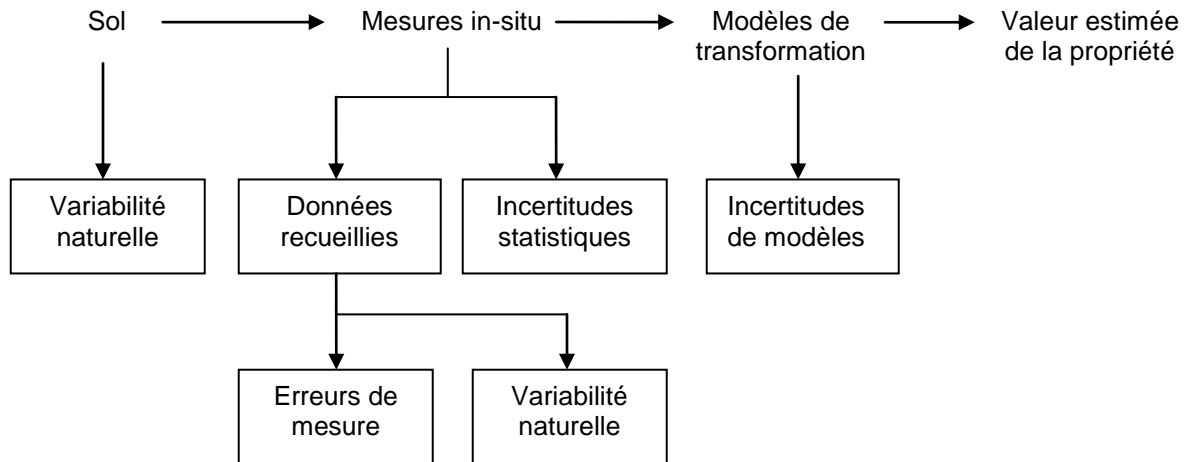 Sol
Mesures in-situ
Modèles de
transformation
Valeur estimée
de la propriété
Variabilité
naturelle
Données
recueillies
Incertitudes
statistiques
Incertitudes
de modèles
Erreurs de
mesure
Variabilité
naturelle